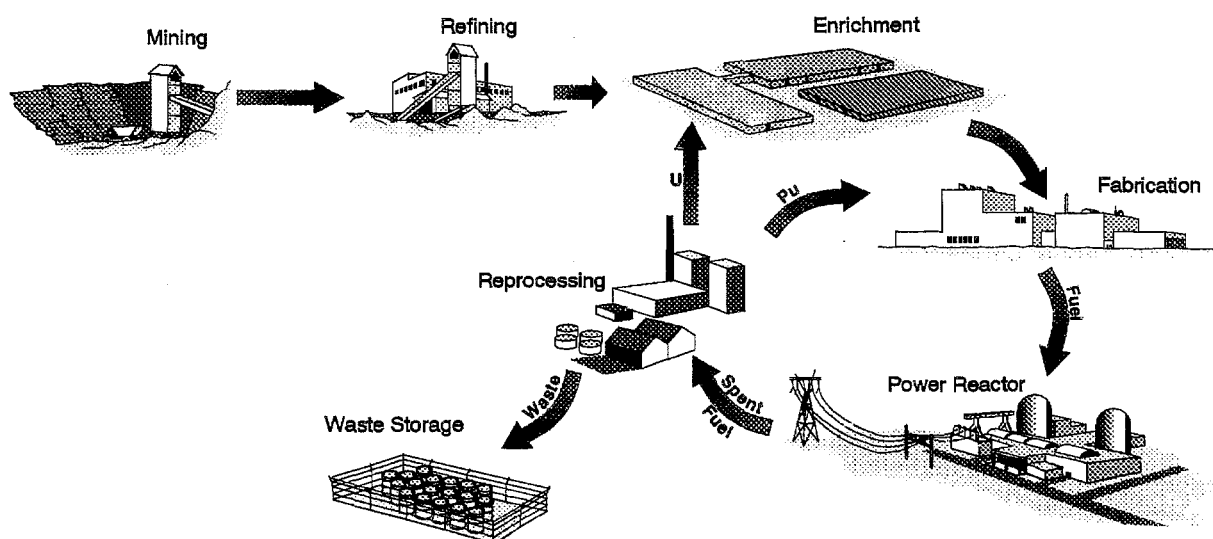 Mining
Refining
Enrichment
U
Pu
Fabrication
Reprocessing
Fuel
Waste
Spent
Fuel
Power Reactor
Waste Storage